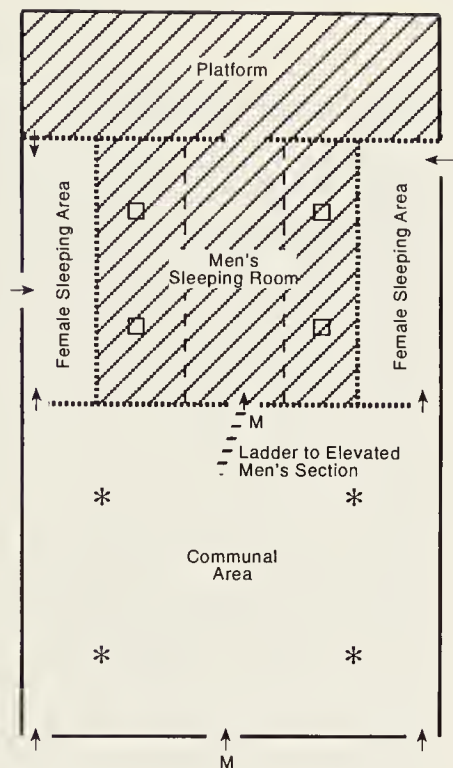 Platform
Female Sleeping Area
Men's
Sleeping Room
Female Sleeping Area
M
Ladder to Elevated
Men's Section
Communal
Area
M